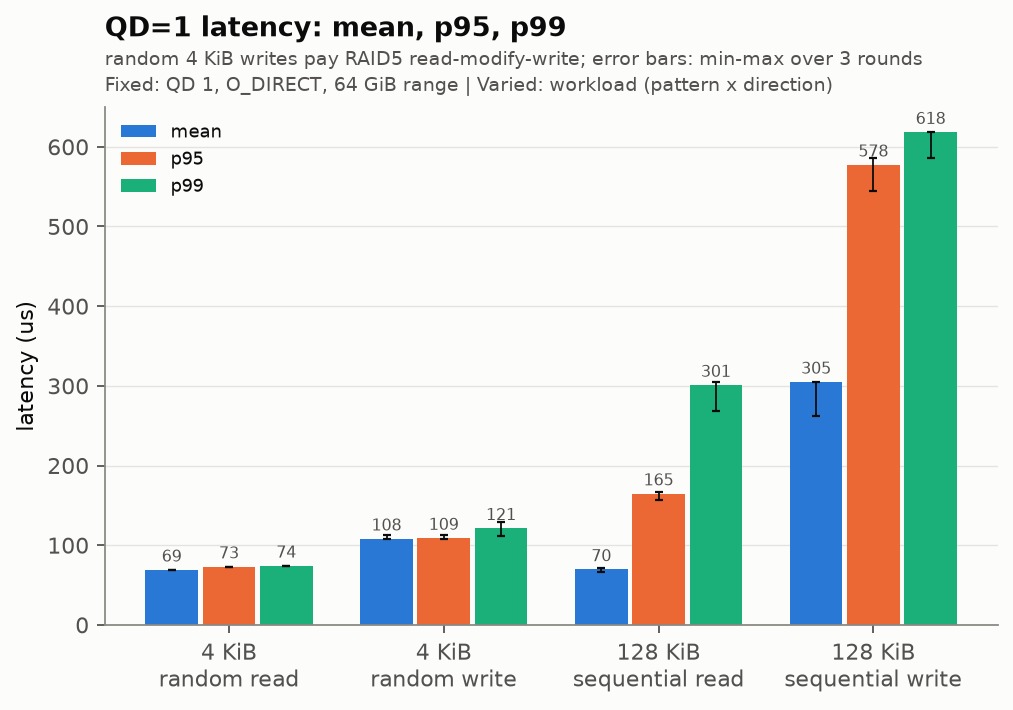 QD=1 latency: mean, p95, p99
random 4 KiB writes pay RAID5 read-modify-write; error bars: min-max over 3 rounds
Fixed: QD 1, O_DIRECT, 64 GiB range | Varied: workload (pattern x direction)
mean
p95
p99
latency (us)
600
500
400
300
200
100
0
69
73
74
108
109
121
70
165
301
305
578
618
4 KiB
random read
4 KiB
random write
128 KiB
sequential read
128 KiB
sequential write